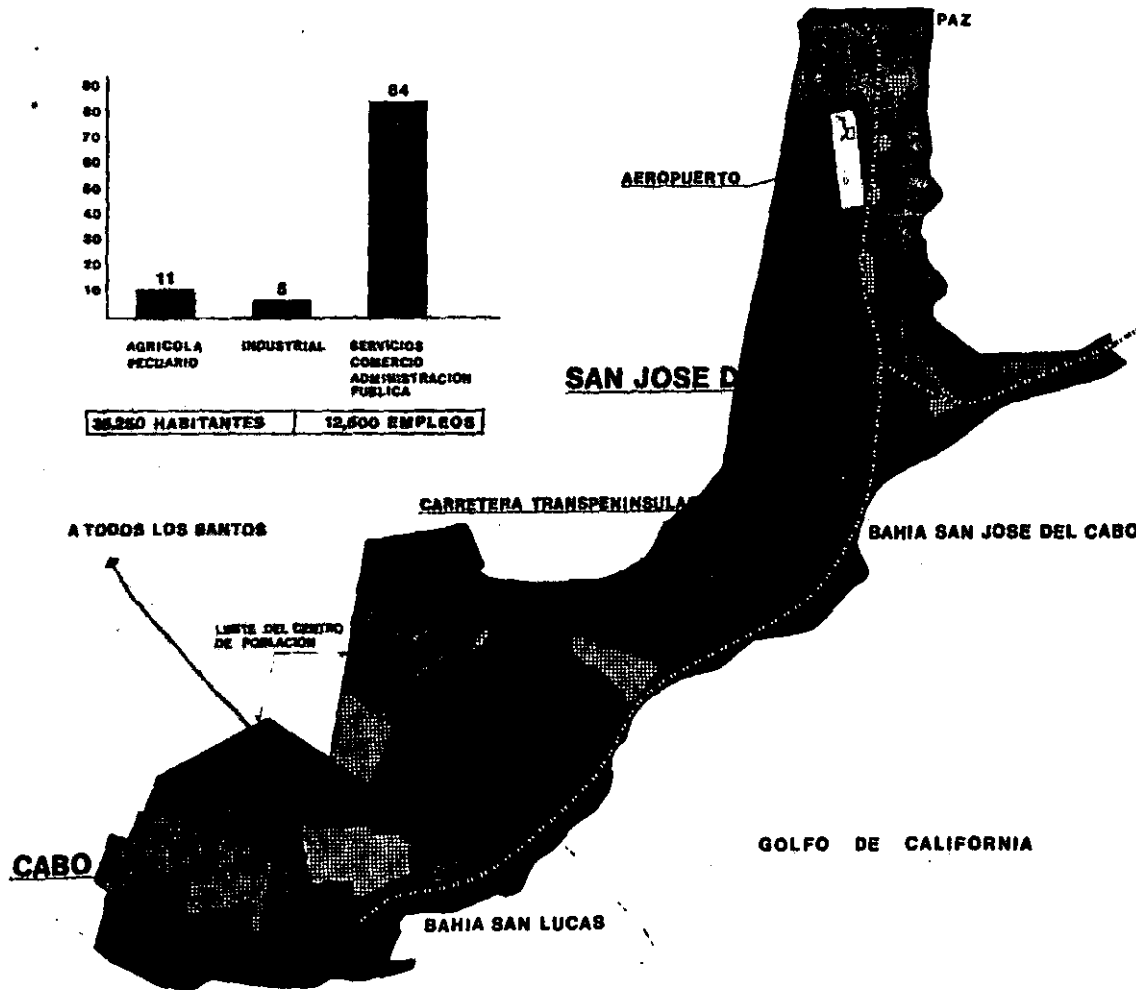 PAZ
90
80
70
60
50
40
30
20
10
84
11
5
AGRICOLA
PECUARIO
INDUSTRIAL
SERVICIOS
COMERCIO
ADMINISTRACION
PUBLICA
HABITANTES
EMPLEOS
AEROPUERTO
SAN JOSE D
CARRETERA TRANSPENINSULA
A TODOS LOS SANTOS
BAHIA SAN JOSE DEL CABO
LIMITE DEL CENTRO
DE POBLACION
CABO
GOLFO DE CALIFORNIA
BAHIA SAN LUCAS